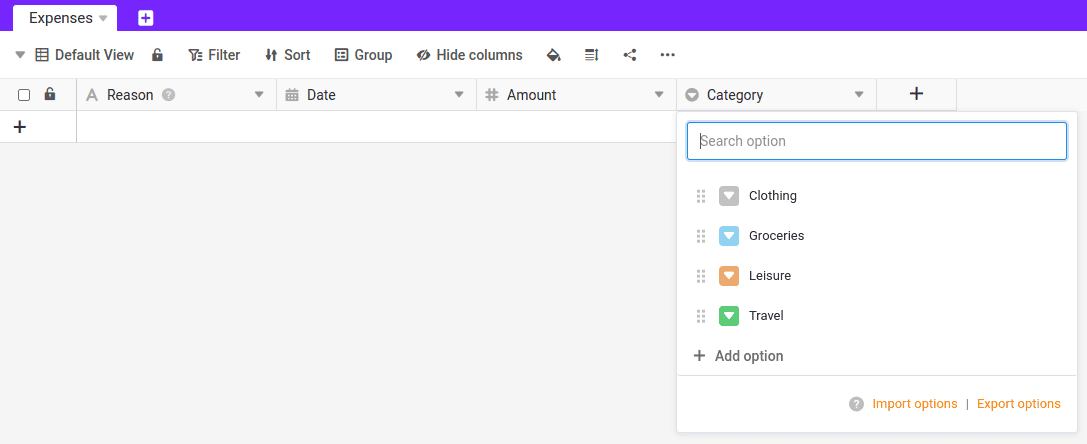 Expenses
Default View Filter Sort Group Hide columns
Reason Date Amount Category
Search option
Clothing
Groceries
Leisure
Travel
Add option
Import options | Export options